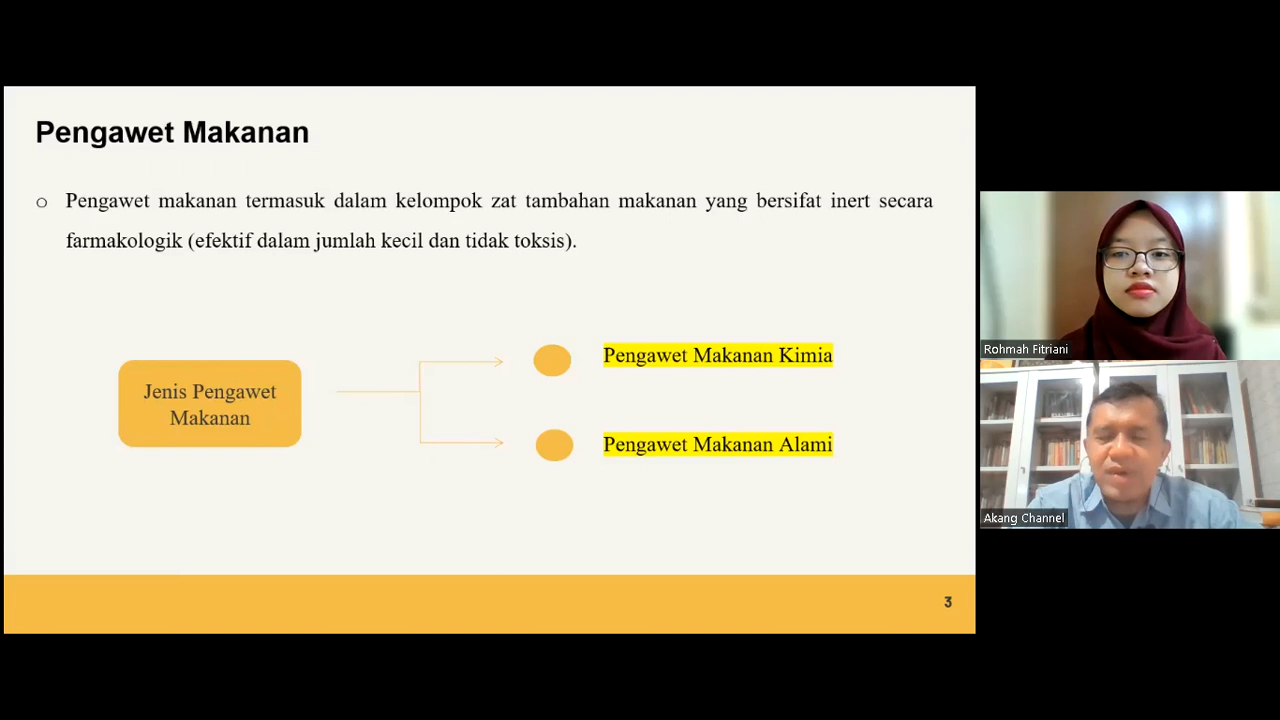 Pengawet Makanan
o Pengawet makanan termasuk dalam kelompok zat tambahan makanan yang bersifat inert secara
farmakologik (efektif dalam jumlah kecil dan tidak toksis).
Jenis Pengawet
Makanan
Pengawet Makanan Kimia
Pengawet Makanan Alami
3
Rohmah Fitriani
Akang Channel